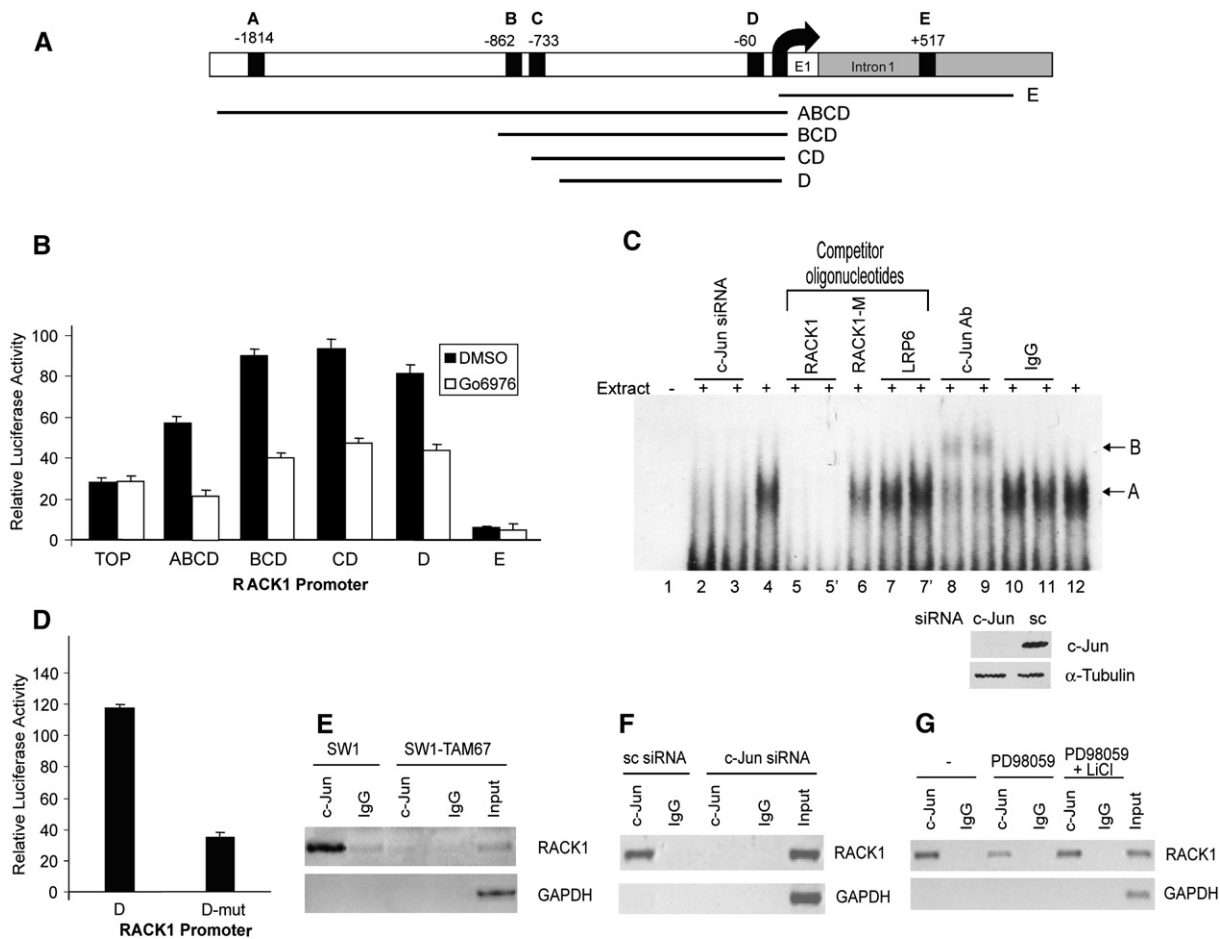 A
A B C D E
-1814 -862 -733 -60 +517
E1 Intron1
E
ABCD
BCD
CD
D
B
Relative Luciferase Activity
100
80
60
40
20
0
DMSO
Go6976
TOP ABCD BCD CD D E
RACK1 Promoter
C
Competitor
oligonucleotides
c-Jun siRNA RACK1 RACK1-M LRP6 c-Jun Ab IgG
Extract - + + + + + + + + + + + + +
B
A
1 2 3 4 5 5' 6 7 7' 8 9 10 11 12
siRNA c-Jun sc
c-Jun
α-Tubulin
D
Relative Luciferase Activity
140
120
100
80
60
40
20
0
D D-mut
RACK1 Promoter
E
SW1 SW1-TAM67
c-Jun IgG c-Jun IgG Input
RACK1
GAPDH
F
sc siRNA c-Jun siRNA
c-Jun IgG c-Jun IgG Input
RACK1
GAPDH
G
- PD98059 PD98059
+ LiCl
c-Jun IgG c-Jun IgG c-Jun IgG Input
RACK1
GAPDH